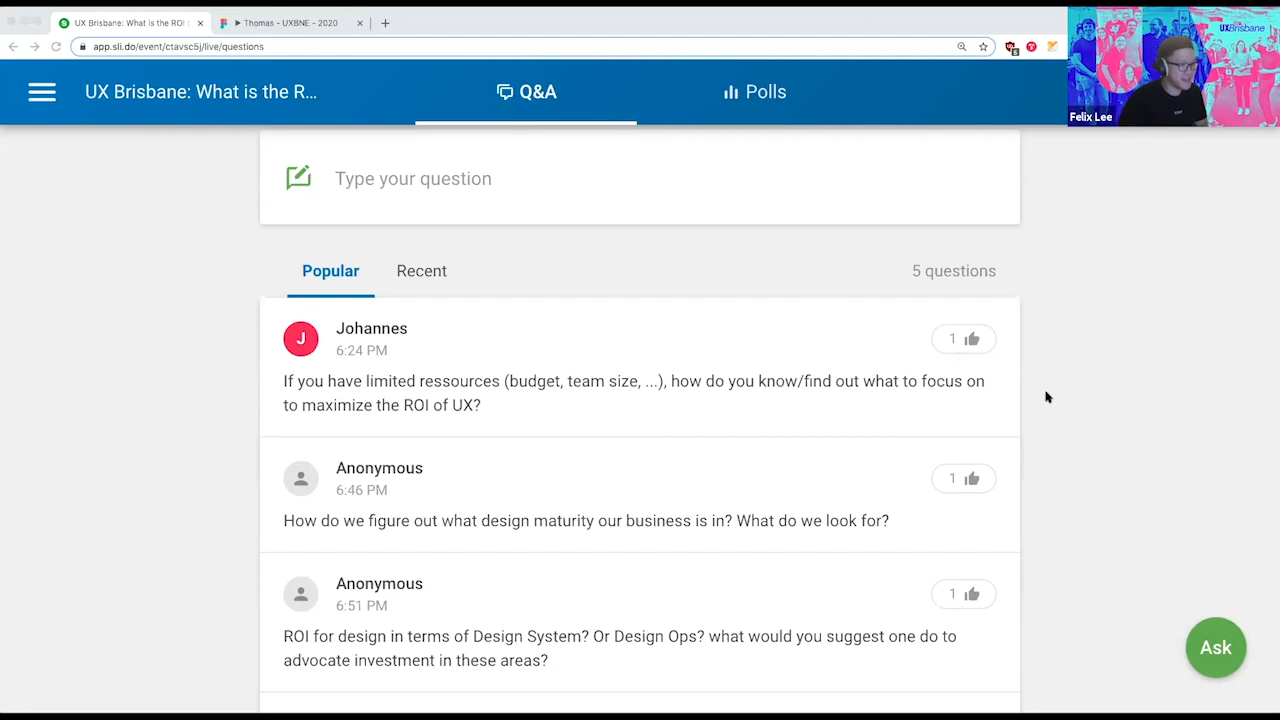 UX Brisbane: What is the ROI
Thomas - UXBNE - 2020
app.sli.do/event/ctavsc5j/live/questions
UXBrisbane
Felix Lee
UX Brisbane: What is the R...
Q&A
Polls
Type your question
Popular
Recent
5 questions
J
Johannes
6:24 PM
1
If you have limited ressources (budget, team size, ...), how do you know/find out what to focus on
to maximize the ROI of UX?
Anonymous
6:46 PM
1
How do we figure out what design maturity our business is in? What do we look for?
Anonymous
6:51 PM
1
ROI for design in terms of Design System? Or Design Ops? what would you suggest one do to
advocate investment in these areas?
Ask